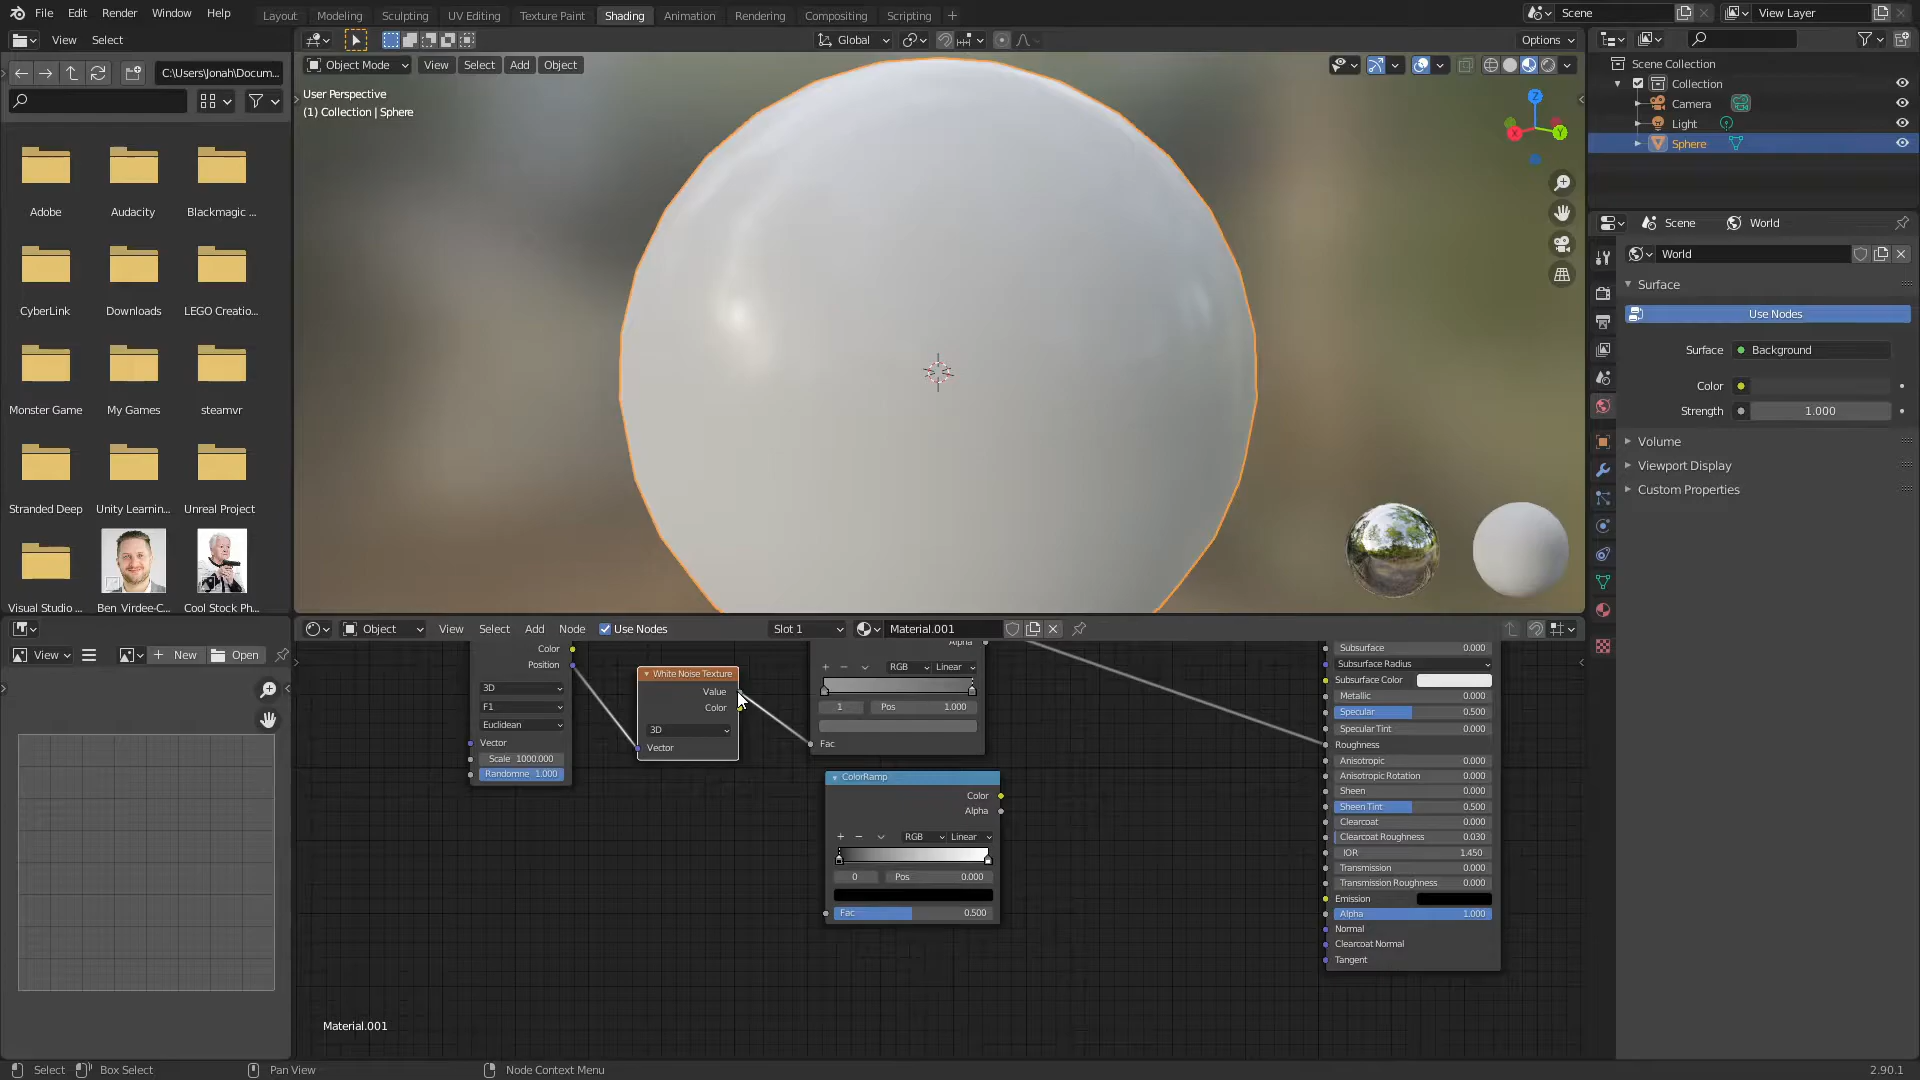 File Edit Render Window Help Layout Modeling Sculpting UV Editing Texture Paint Shading Animation Rendering Compositing Scripting + Scene View Layer
View Select Global Options
C:\Users\Jonah\Docum...
Object Mode View Select Add Object
User Perspective
(1) Collection | Sphere
Scene Collection
Collection
Camera
Light
Sphere
Z
X
Y
Adobe
Audacity
Blackmagic ...
CyberLink
Downloads
LEGO Creatio...
Monster Game
My Games
steamvr
Stranded Deep
Unity Learnin...
Unreal Project
Visual Studio ...
Ben Virdee-C...
Cool Stock Ph...
Scene World
World
Surface
Use Nodes
Surface Background
Color
Strength 1.000
Volume
Viewport Display
Custom Properties
Object View Select Add Node Use Nodes Slot 1 Material.001
View New Open
Color
Position
3D
F1
Euclidean
Vector
Scale 1000.000
Randomne 1.000
White Noise Texture
Value
Color
3D
Vector
Alpha
RGB Linear
1 Pos 1.000
Fac
ColorRamp
Color
Alpha
RGB Linear
0 Pos 0.000
Fac 0.500
Subsurface 0.000
Subsurface Radius
Subsurface Color
Metallic 0.000
Specular 0.500
Specular Tint 0.000
Roughness
Anisotropic 0.000
Anisotropic Rotation 0.000
Sheen 0.000
Sheen Tint 0.500
Clearcoat 0.000
Clearcoat Roughness 0.030
IOR 1.450
Transmission 0.000
Transmission Roughness 0.000
Emission
Alpha 1.000
Normal
Clearcoat Normal
Tangent
Material.001
Select Box Select Pan View Node Context Menu 2.90.1